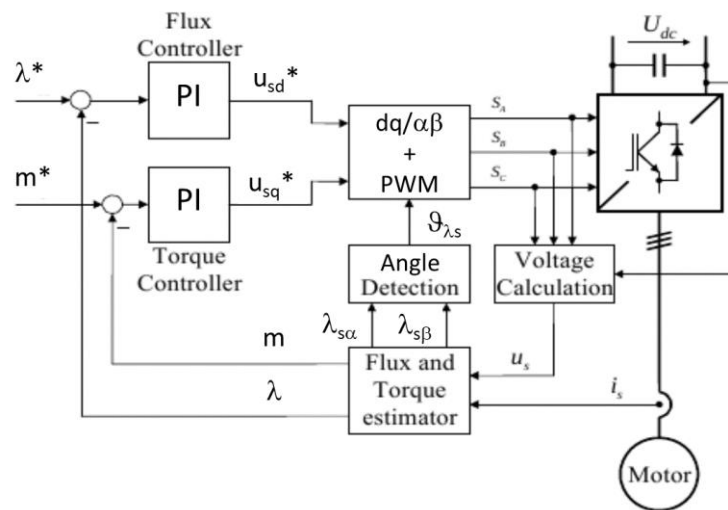 Flux
Controller
U_dc
λ*
PI
u_sd*
dq/αβ
+
PWM
S_A
S_B
S_C
m*
PI
u_sq*
Torque
Controller
ϑ_λs
Angle
Detection
Voltage
Calculation
λ_sα
λ_sβ
m
λ
Flux and
Torque
estimator
u_s
i_s
Motor